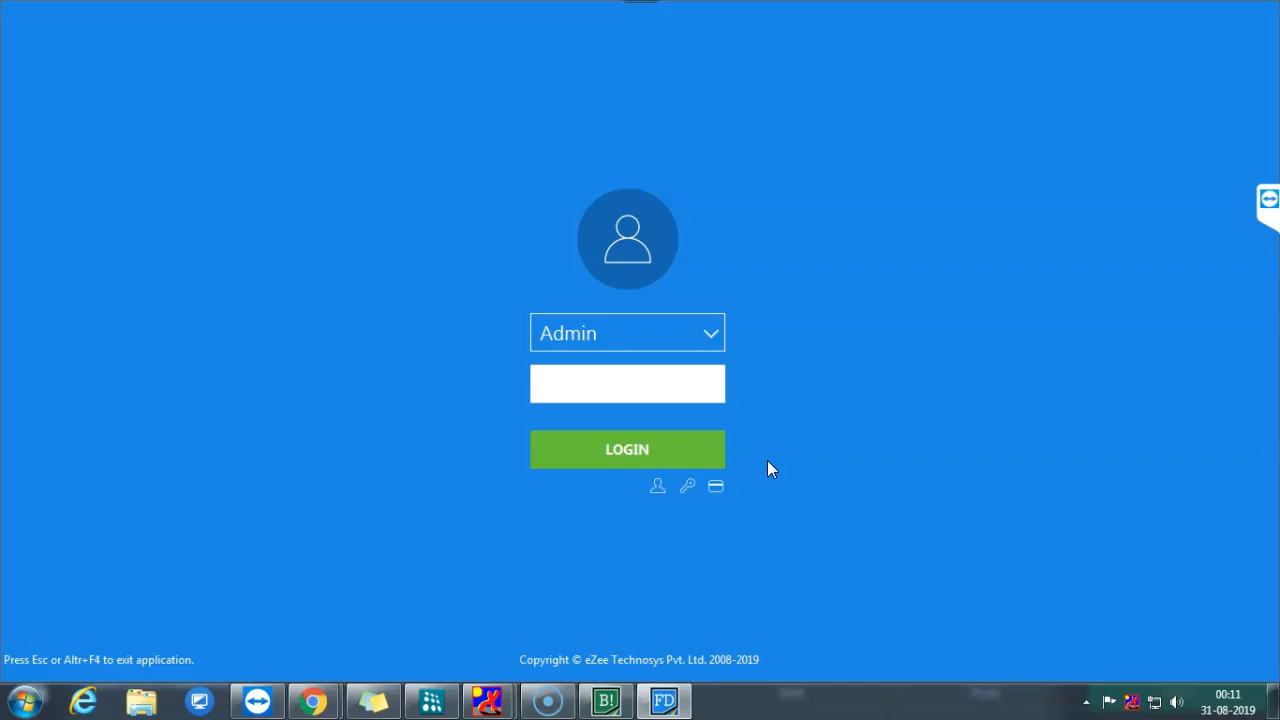 Admin
LOGIN
Press Esc or Altr+F4 to exit application.
Copyright © eZee Technosys Pvt. Ltd. 2008-2019
B!
FD
00:11
31-08-2019